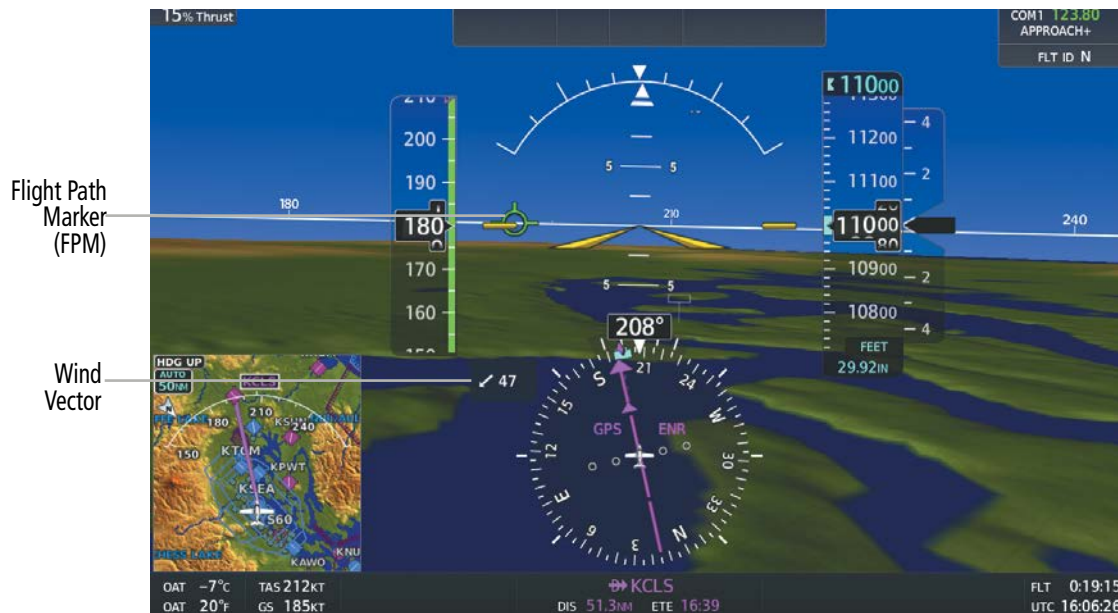 15% Thrust
COM1 123.80
APPROACH+
FLT ID N
Flight Path
Marker
(FPM)
Wind
Vector
200
190
180
170
160
180
210
240
5 5
5 5
11000
11200
11100
11000
10900
10800
4
2
2
4
FEET
29.92IN
208°
47
S
21
24
W
30
33
N
3
6
E
12
15
GPS ENR
HDG UP
AUTO
50NM
KCLS
210
180
240
150
KPWT
KSEA
S60
KAWO
OAT −7°C
OAT 20°F
TAS 212KT
GS 185KT
KCLS
DIS 51.3NM ETE 16:39
FLT 0:19:15
UTC 16:06:26